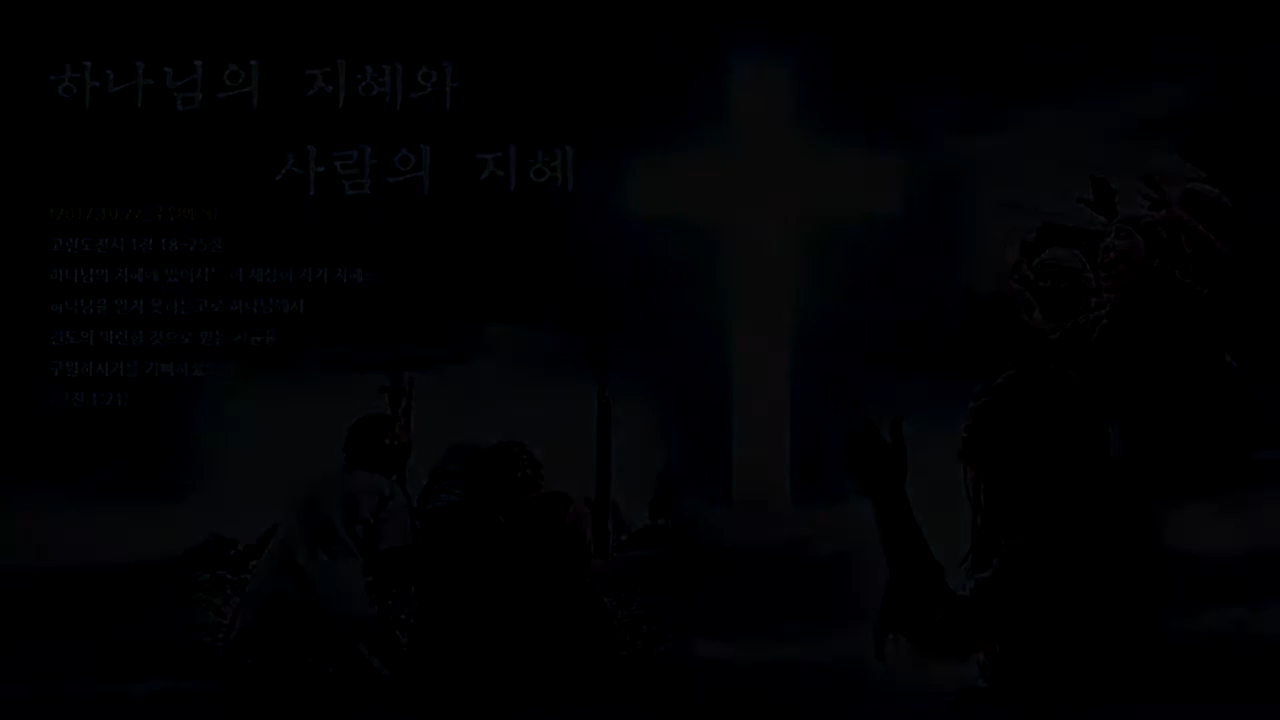 하나님의 지혜와
사람의 지혜
고린도전서 1장 18~25절
하나님의 지혜에 있어서는 이 세상이 자기 지혜로
하나님을 알지 못하는 고로 하나님께서
전도의 미련한 것으로 믿는 자들을
구원하시기를 기뻐하셨
1:21)